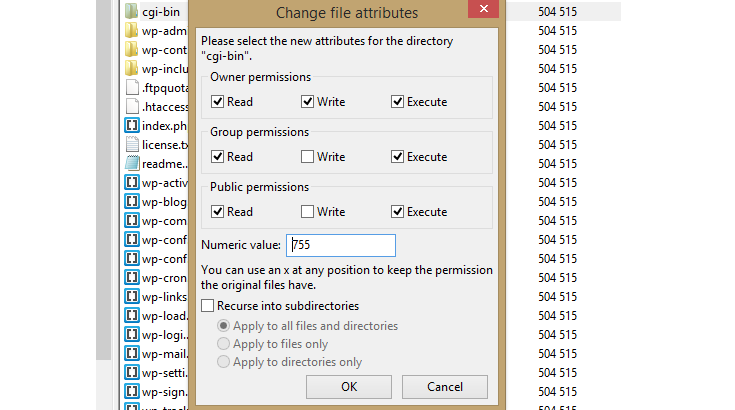 Change file attributes
Please select the new attributes for the directory
"cgi-bin".
Owner permissions
Read Write Execute
Group permissions
Read Write Execute
Public permissions
Read Write Execute
Numeric value: 755
You can use an x at any position to keep the permission
the original files have.
Recurse into subdirectories
Apply to all files and directories
Apply to files only
Apply to directories only
OK Cancel
cgi-bin 504 515
wp-adm 504 515
wp-cont 504 515
wp-inclu 504 515
.ftpquota 504 515
.htaccess 504 515
index.ph 504 515
license.tx 504 515
readme.. 504 515
wp-activ 504 515
wp-blog 504 515
wp-com 504 515
wp-conf 504 515
wp-conf 504 515
wp-cron 504 515
wp-links 504 515
wp-load. 504 515
wp-logi.. 504 515
wp-mail. 504 515
wp-setti. 504 515
wp-sign. 504 515
wp-track 504 515